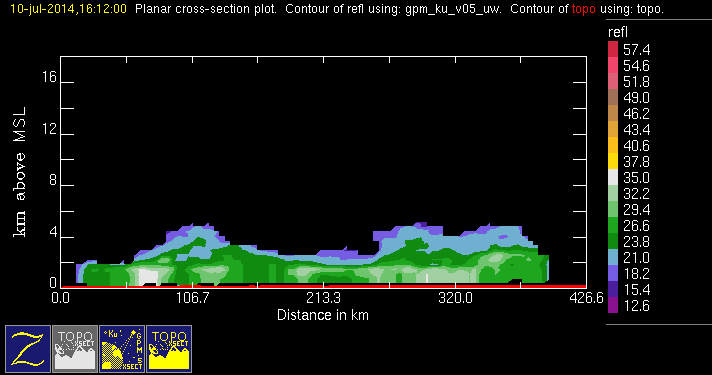 10-jul-2014,16:12:00 Planar cross-section plot. Contour of refl using: gpm_ku_v05_uw. Contour of topo using: topo.
refl
57.4
54.6
51.8
49.0
46.2
43.4
40.6
37.8
35.0
32.2
29.4
26.6
23.8
21.0
18.2
15.4
12.6
km above MSL
16
12
8
4
0
0.0 106.7 213.3 320.0 426.6
Distance in km
Z
TOPO
XSECT
"Ku"
GPM
XSECT
TOPO
XSECT